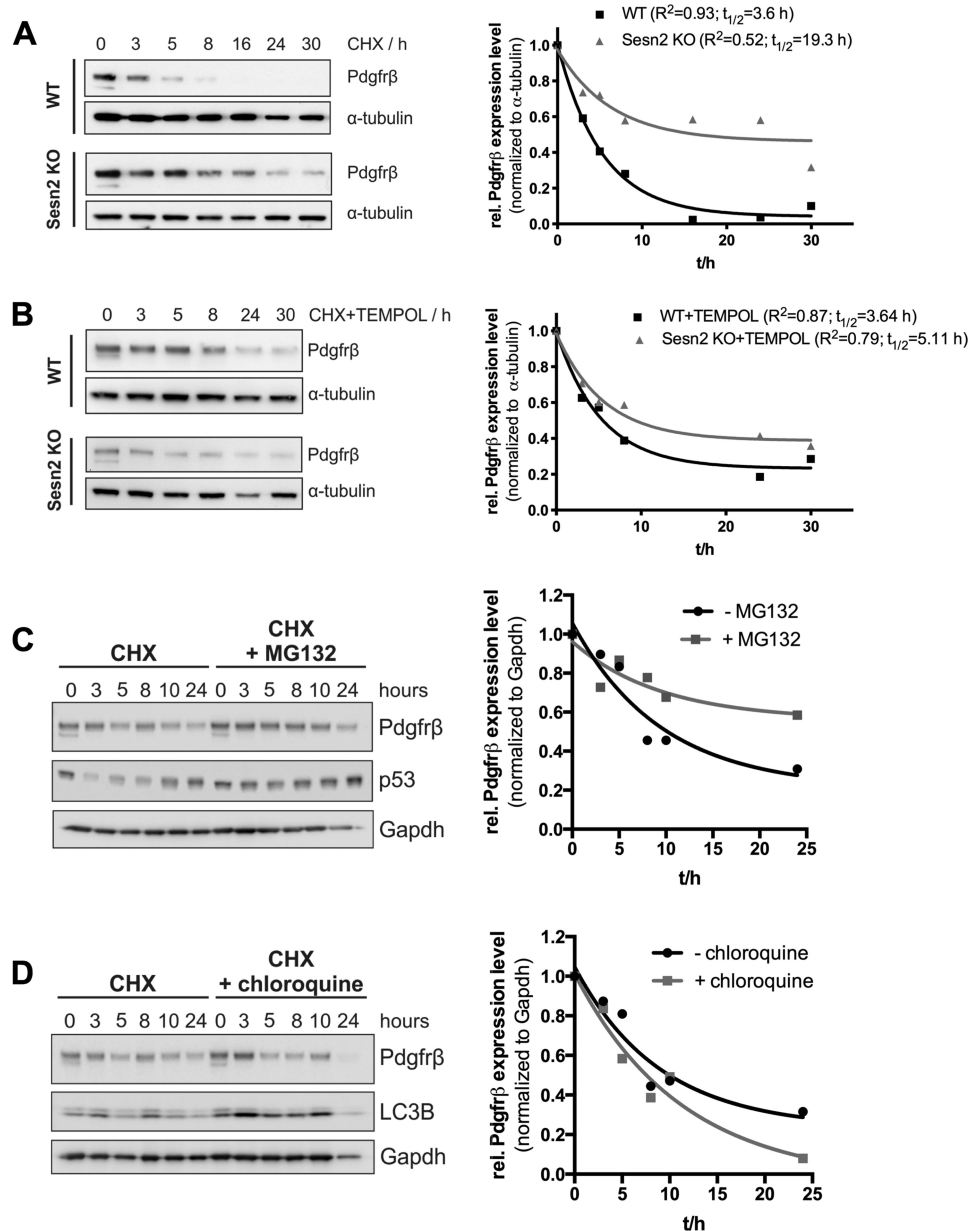 A
0 3 5 8 16 24 30 CHX / h
WT
Pdgfrβ
α-tubulin
Sesn2 KO
Pdgfrβ
α-tubulin
WT (R²=0.93; t1/2=3.6 h)
Sesn2 KO (R²=0.52; t1/2=19.3 h)
rel. Pdgfrβ expression level
(normalized to α-tubulin)
1.0
0.8
0.6
0.4
0.2
0.0
0 10 20 30
t/h
B
0 3 5 8 24 30 CHX+TEMPOL / h
WT
Pdgfrβ
α-tubulin
Sesn2 KO
Pdgfrβ
α-tubulin
WT+TEMPOL (R²=0.87; t1/2=3.64 h)
Sesn2 KO+TEMPOL (R²=0.79; t1/2=5.11 h)
rel. Pdgfrβ expression level
(normalized to α-tubulin)
1.0
0.8
0.6
0.4
0.2
0.0
0 10 20 30
t/h
C
CHX
CHX
+ MG132
0 3 5 8 10 24 0 3 5 8 10 24 hours
Pdgfrβ
p53
Gapdh
- MG132
+ MG132
rel. Pdgfrβ expression level
(normalized to Gapdh)
1.2
1.0
0.8
0.6
0.4
0.2
0.0
0 5 10 15 20 25
t/h
D
CHX
CHX
+ chloroquine
0 3 5 8 10 24 0 3 5 8 10 24 hours
Pdgfrβ
LC3B
Gapdh
- chloroquine
+ chloroquine
rel. Pdgfrβ expression level
(normalized to Gapdh)
1.2
1.0
0.8
0.6
0.4
0.2
0.0
0 5 10 15 20 25
t/h